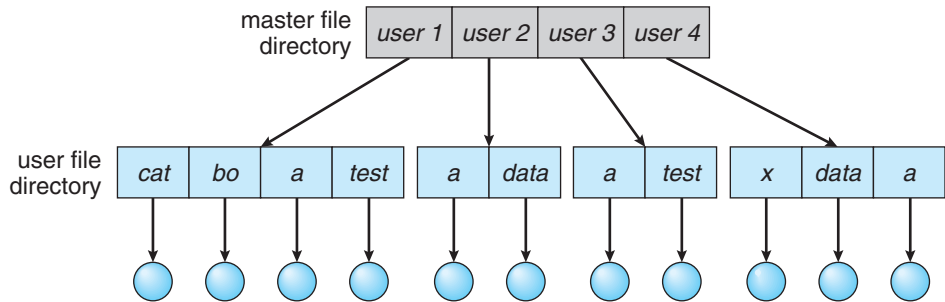 master file
directory
user 1 user 2 user 3 user 4
user file
directory
cat bo a test a data a test x data a